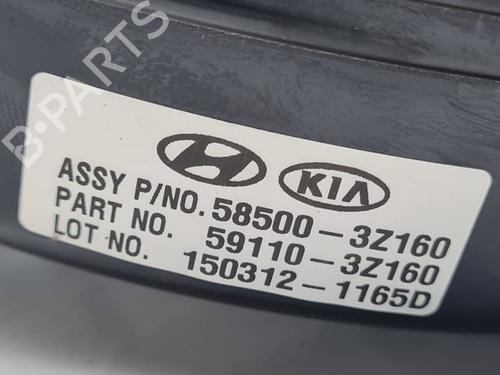 B-PARTS
KIA
ASSY P/NO. 58500-3Z160
PART NO. 59110-3Z160
LOT NO. 150312-1165D